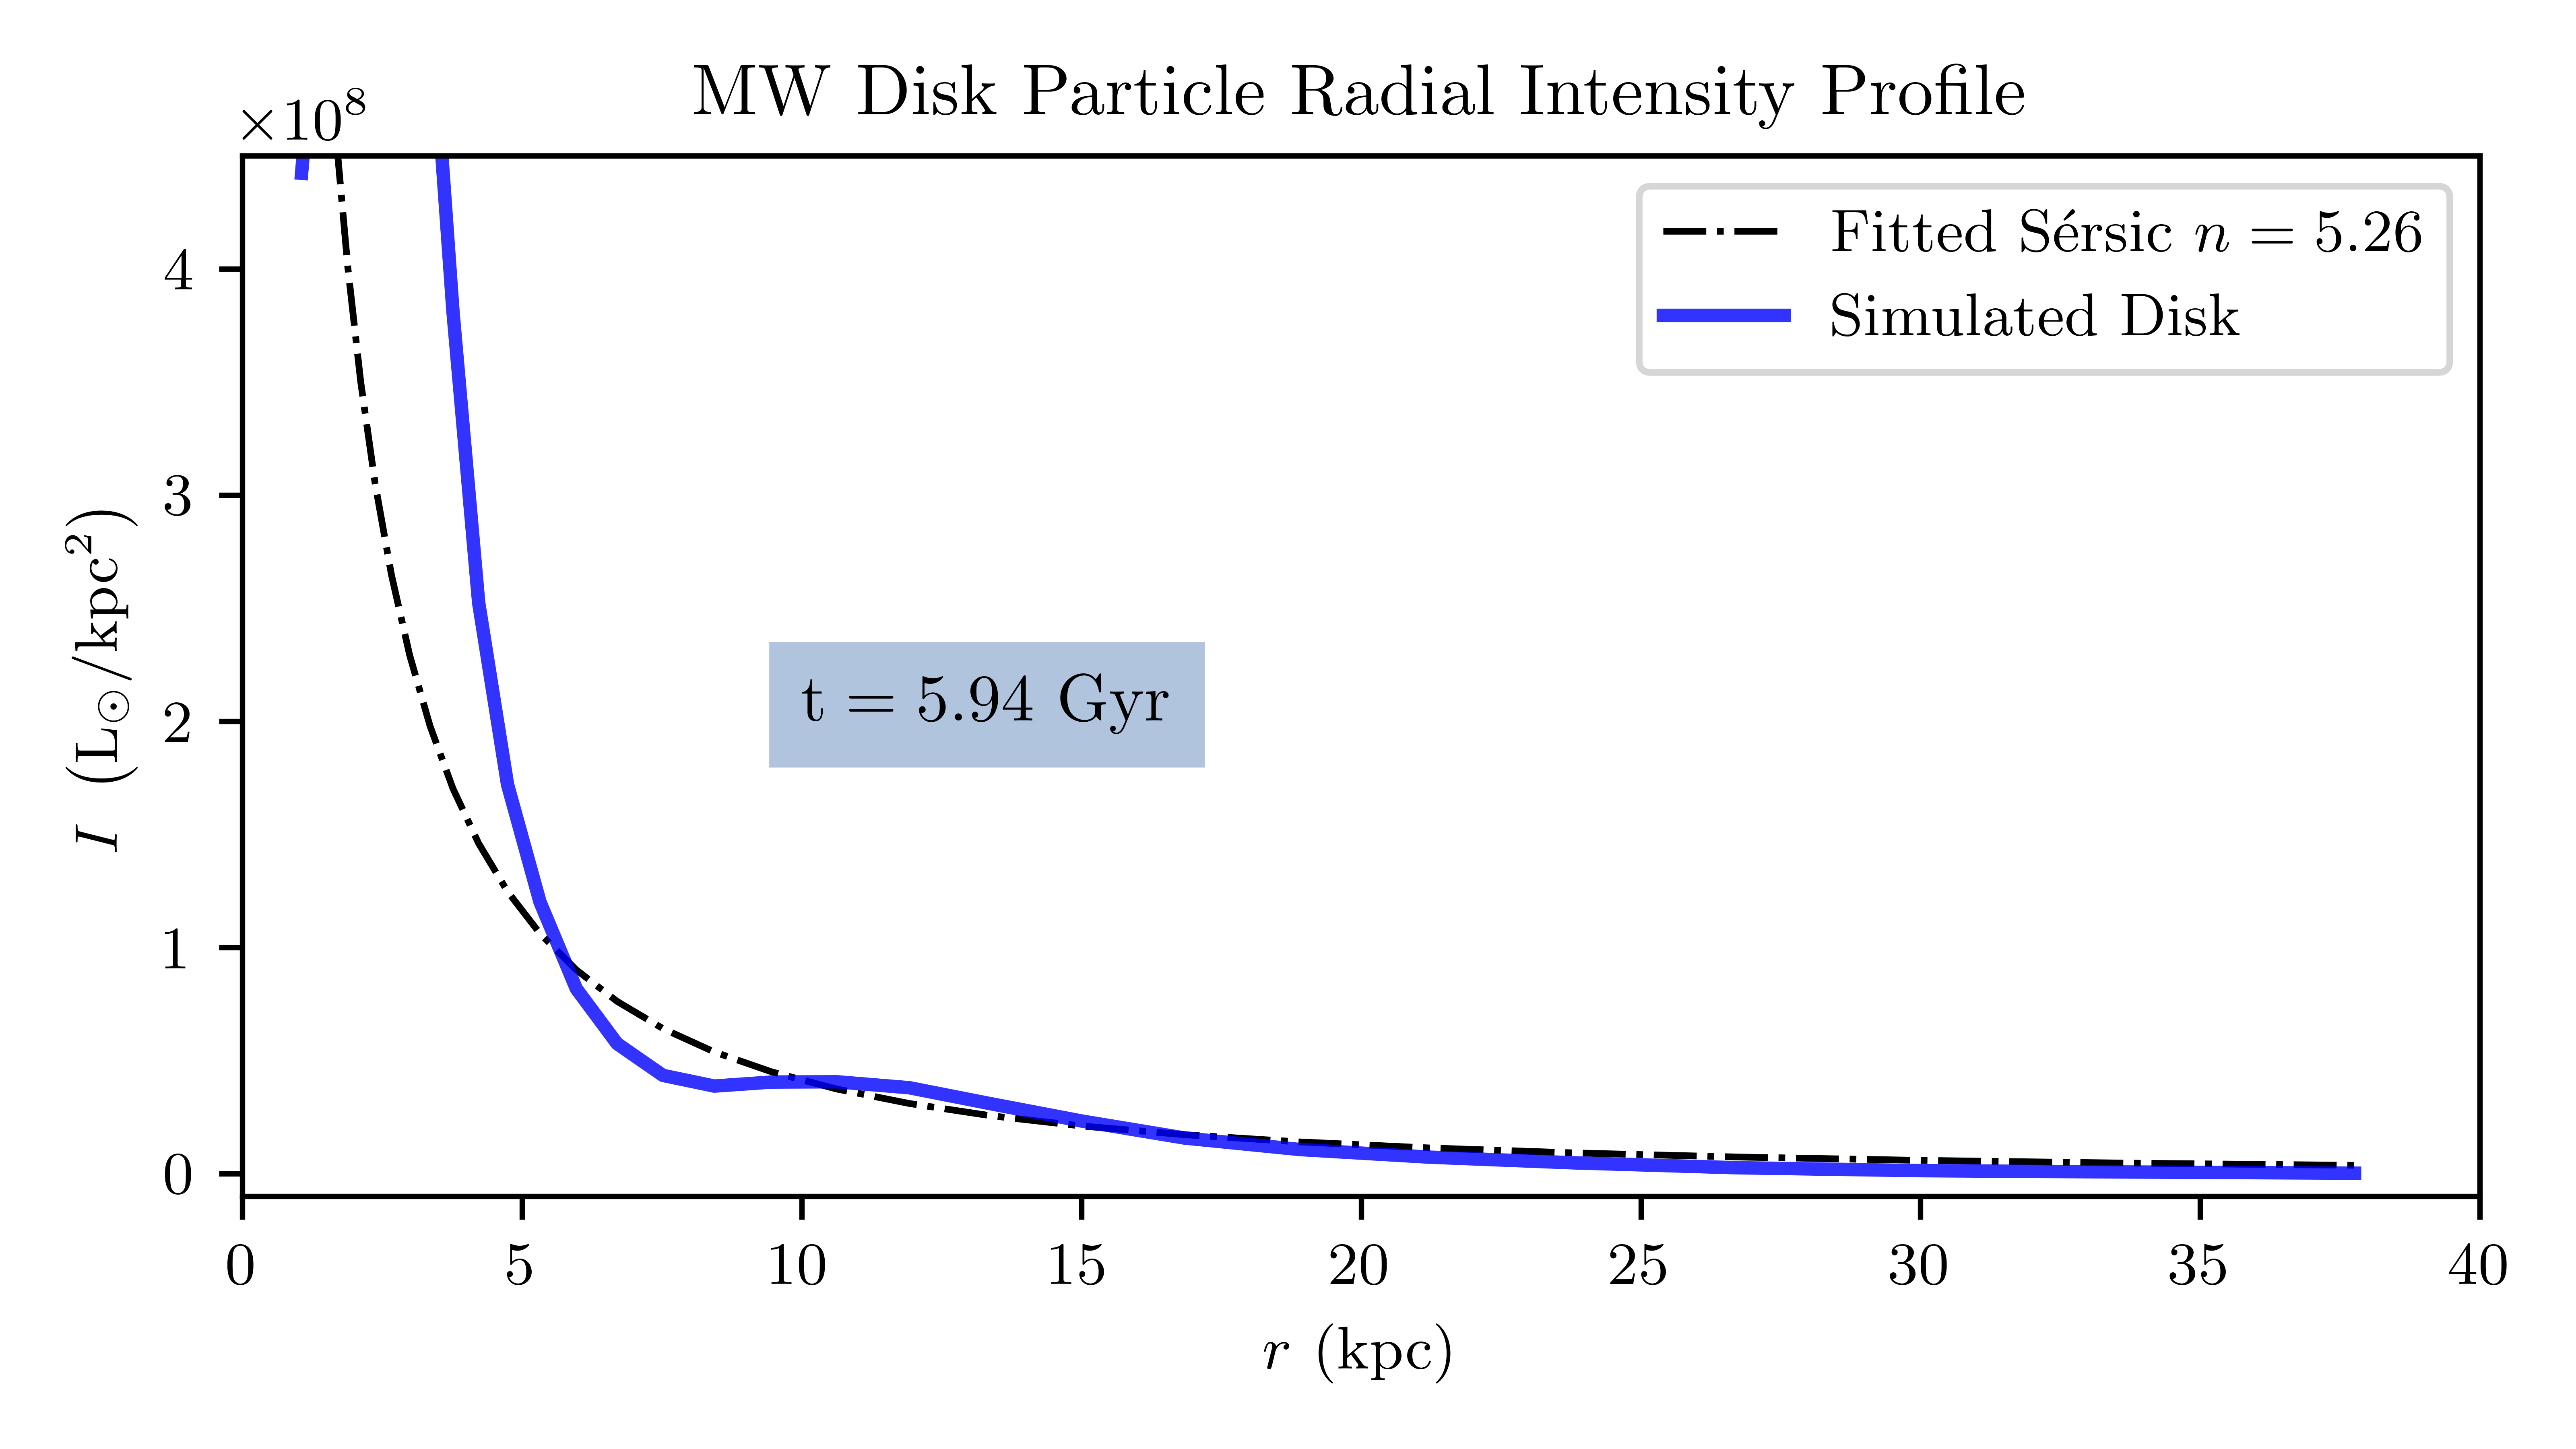 MW Disk Particle Radial Intensity Profile
×10⁸
Fitted Sérsic n = 5.26
Simulated Disk
4
3
2
1
0
I (L⊙/kpc²)
t = 5.94 Gyr
0 5 10 15 20 25 30 35 40
r (kpc)